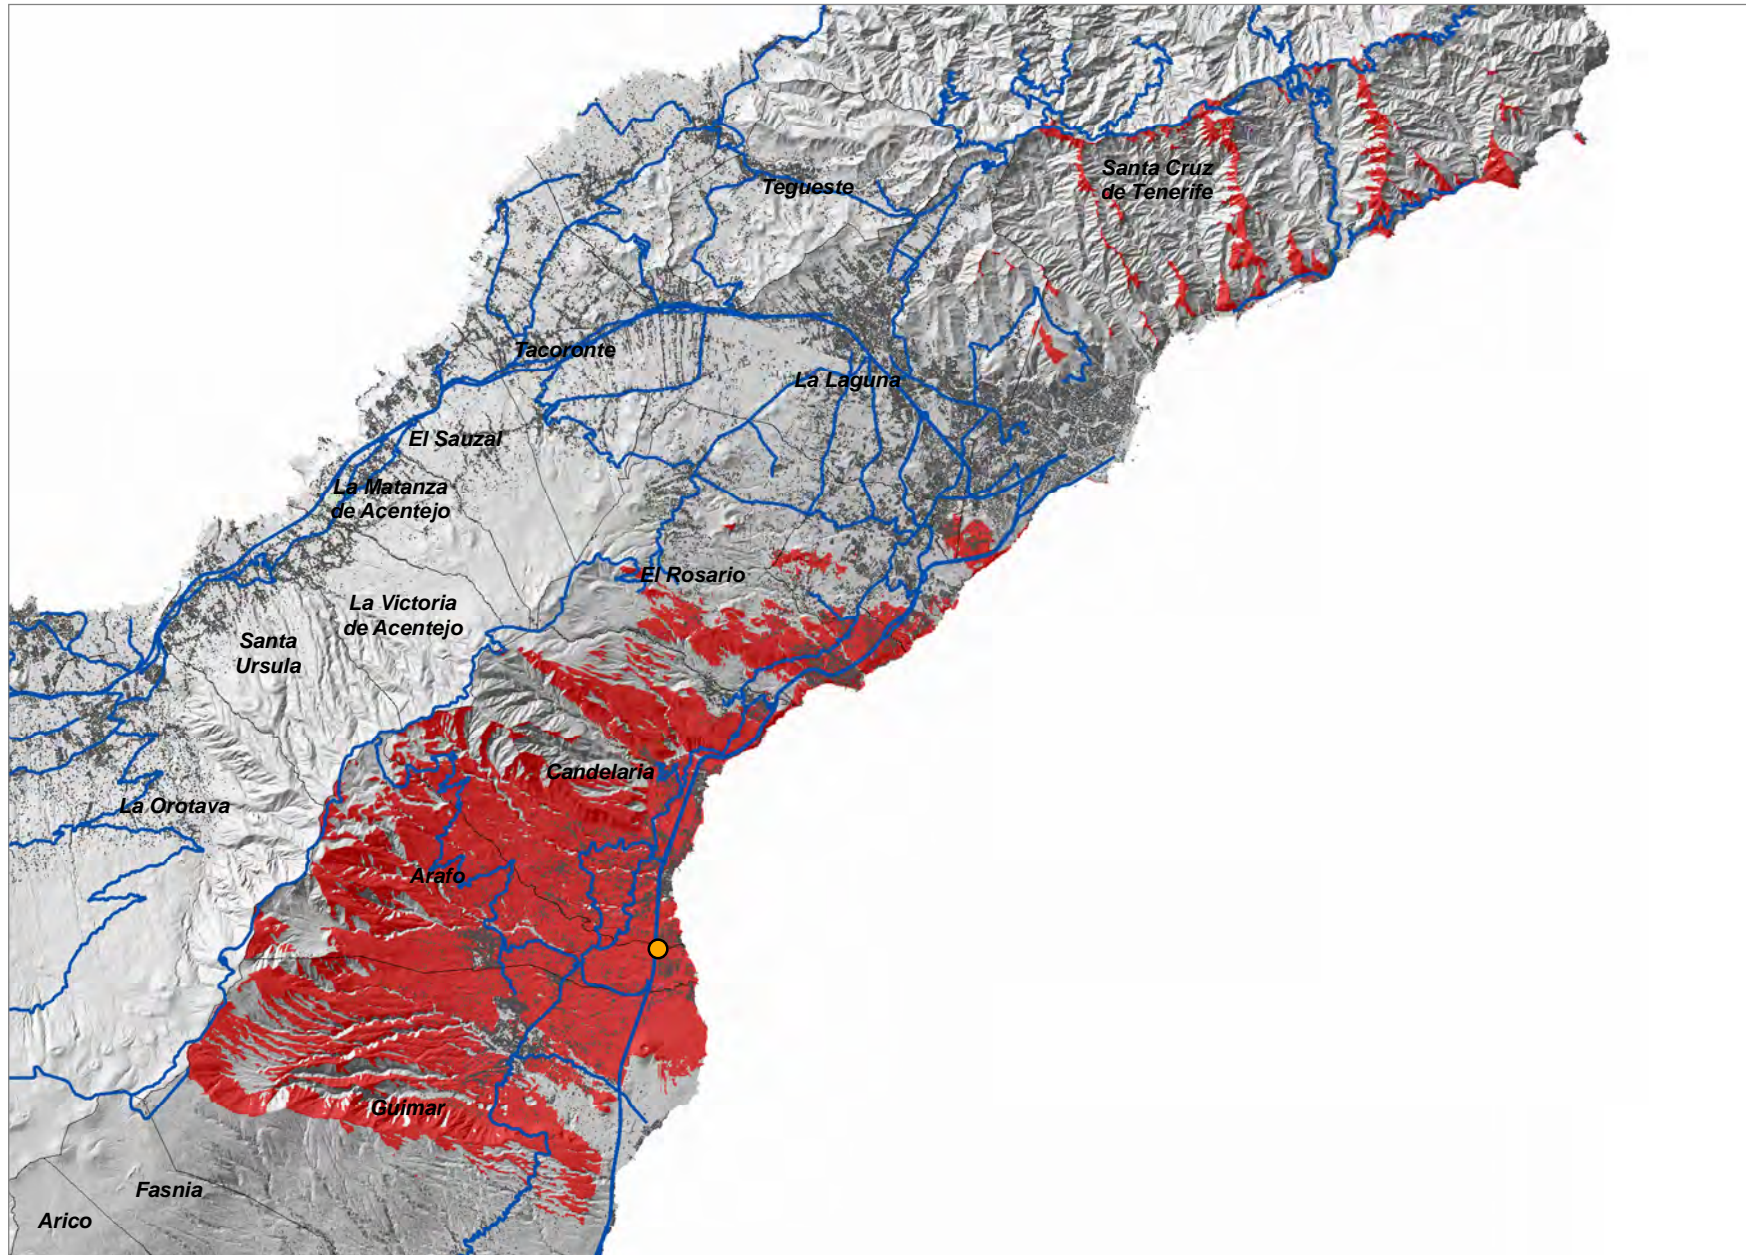 Santa Cruz
de Tenerife
Tegueste
Tacoronte
La Laguna
El Sauzal
La Matanza
de Acentejo
El Rosario
La Victoria
de Acentejo
Santa
Ursula
Candelaria
La Orotava
Arafo
Guimar
Fasnia
Arico